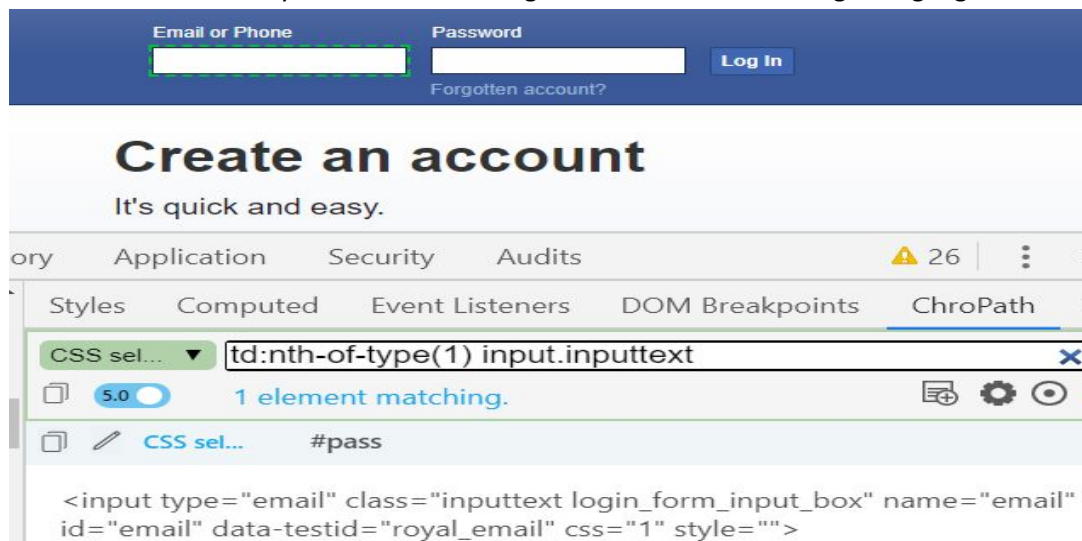 Email or Phone Password
Log In
Forgotten account?
Create an account
It's quick and easy.
ory Application Security Audits 26
Styles Computed Event Listeners DOM Breakpoints ChroPath
CSS sel... td:nth-of-type(1) input.inputtext
5.0 1 element matching.
CSS sel... #pass
<input type="email" class="inputtext login_form_input_box" name="email"
id="email" data-testid="royal_email" css="1" style="">